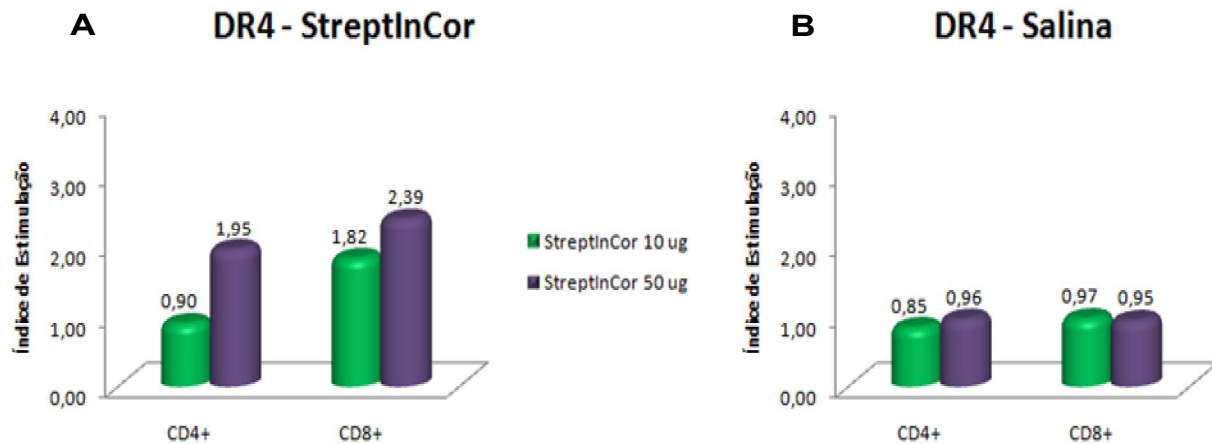 A
DR4 - StreptInCor
Índice de Estimulação
4,00
3,00
2,00
1,00
0,00
0,90
1,95
1,82
2,39
CD4+
CD8+
StreptInCor 10 ug
StreptInCor 50 ug
B
DR4 - Salina
Índice de Estimulação
4,00
3,00
2,00
1,00
0,00
0,85
0,96
0,97
0,95
CD4+
CD8+